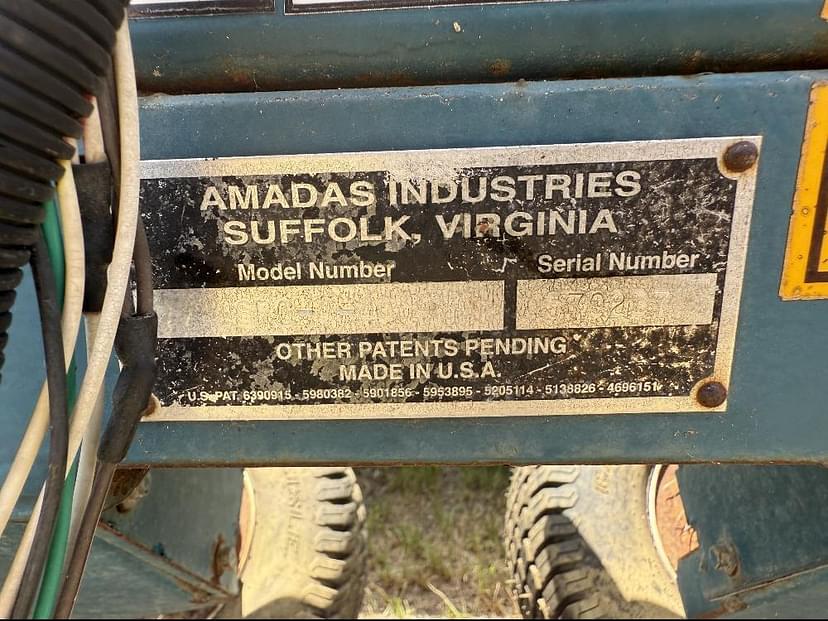 AMADAS INDUSTRIES
SUFFOLK, VIRGINIA
Model Number Serial Number
OTHER PATENTS PENDING
MADE IN U.S.A.
U.S. PAT. 6390915 - 5980382 - 5901856 - 5953895 - 5205114 - 5138826 - 4696151